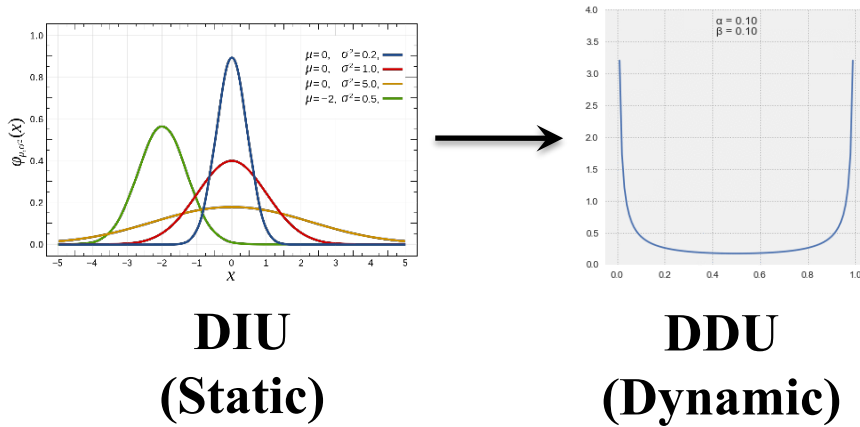 1.0
0.8
0.6
0.4
0.2
0.0
φμ,σ²(x)
μ=0, σ²=0.2,
μ=0, σ²=1.0,
μ=0, σ²=5.0,
μ=−2, σ²=0.5,
−5 −4 −3 −2 −1 0 1 2 3 4 5
x
DIU
(Static)
4.0
3.5
3.0
2.5
2.0
1.5
1.0
0.5
0.0
α = 0.10
β = 0.10
0.0 0.2 0.4 0.6 0.8 1.0
DDU
(Dynamic)